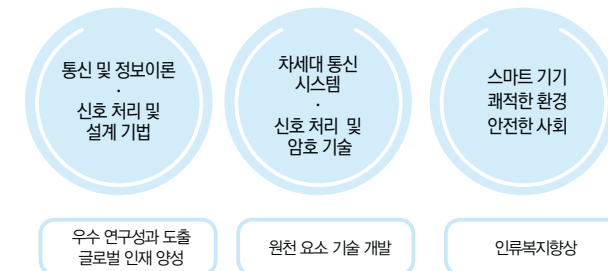 통신 및 정보이론
·
신호 처리 및
설계 기법
차세대 통신
시스템
·
신호 처리 및
암호 기술
스마트 기기
쾌적한 환경
안전한 사회
우수 연구성과 도출
글로벌 인재 양성
원천 요소 기술 개발
인류복지향상